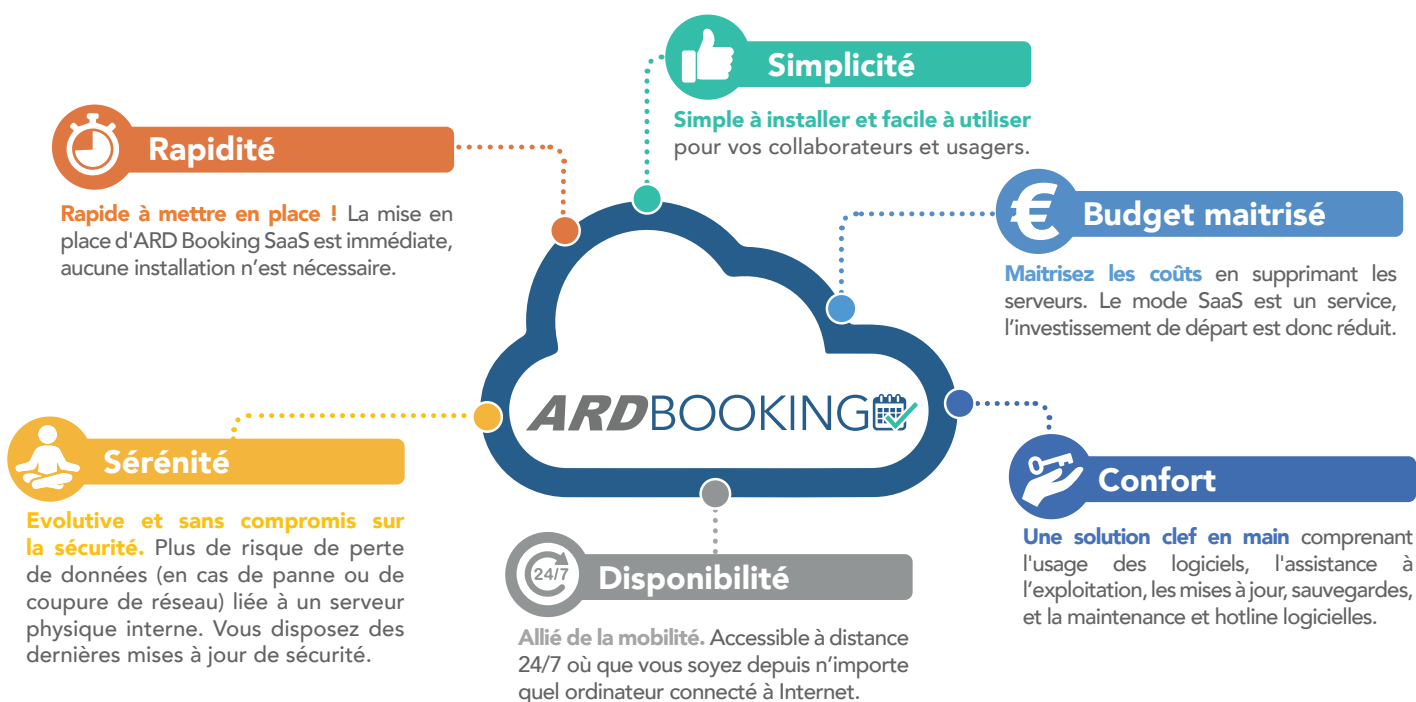 Simplicité
Simple à installer et facile à utiliser
pour vos collaborateurs et usagers.
Rapidité
Rapide à mettre en place ! La mise en
place d'ARD Booking SaaS est immédiate,
aucune installation n’est nécessaire.
€
Budget maitrisé
Maitrisez les coûts en supprimant les
serveurs. Le mode SaaS est un service,
l’investissement de départ est donc réduit.
ARDBOOKING
Sérénité
Evolutive et sans compromis sur
la sécurité. Plus de risque de perte
de données (en cas de panne ou de
coupure de réseau) liée à un serveur
physique interne. Vous disposez des
dernières mises à jour de sécurité.
Confort
Une solution clef en main comprenant
l'usage des logiciels, l'assistance à
l’exploitation, les mises à jour, sauvegardes,
et la maintenance et hotline logicielles.
24/7
Disponibilité
Allié de la mobilité. Accessible à distance
24/7 où que vous soyez depuis n’importe
quel ordinateur connecté à Internet.